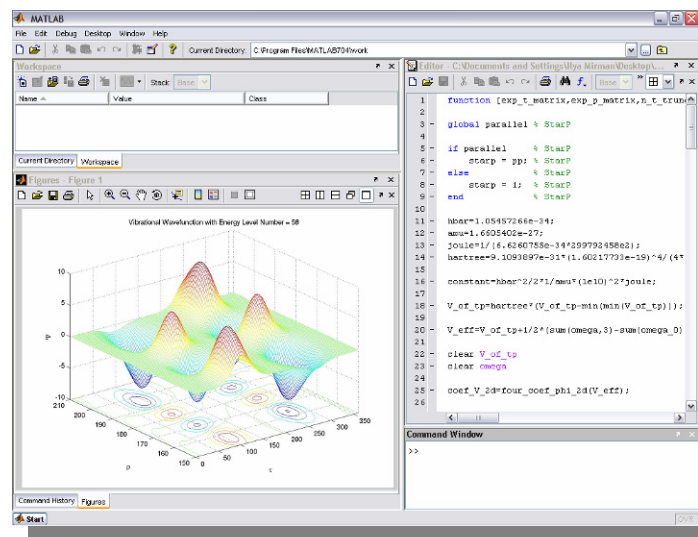 MATLAB
File Edit Debug Desktop Window Help
Current Directory: C:\Program Files\MATLAB704\work
Workspace
Stack: Base
Name Value Class
Current Directory Workspace
Figures - Figure 1
Vibrational Wavefunction with Energy Level Number = 58
10
5
0
-5
-10
210
200
190
180
170
160
150
0
50
100
150
200
250
300
350
Command History Figures
Start
Editor - C:\Documents and Settings\Ilya Mirman\Desktop\...
Base
1 function [exp_t_matrix,exp_p_matrix,n_t_trun
2
3 - global parallel % StarP
4
5 - if parallel % StarP
6 - starp = pp; % StarP
7 - else % StarP
8 - starp = 1; % StarP
9 - end % StarP
10
11 - hbar=1.05457266e-34;
12 - amu=1.6605402e-27;
13 - joule=1/(6.6260755e-34*299792458e2);
14 - hartree=9.1093897e-31*(1.60217733e-19)^4/(4*
15
16 - constant=hbar^2/2*1/amu*(1e10)^2*joule;
17
18 - V_of_tp=hartree*(V_of_tp-min(min(V_of_tp)));
19
20 - V_eff=V_of_tp+1/2*(sum(omega,3)-sum(omega_0)
21
22 - clear V_of_tp
23 - clear omega
24
25 - coef_V_2d=four_coef_phi_2d(V_eff);
26
Command Window
>>
OVR